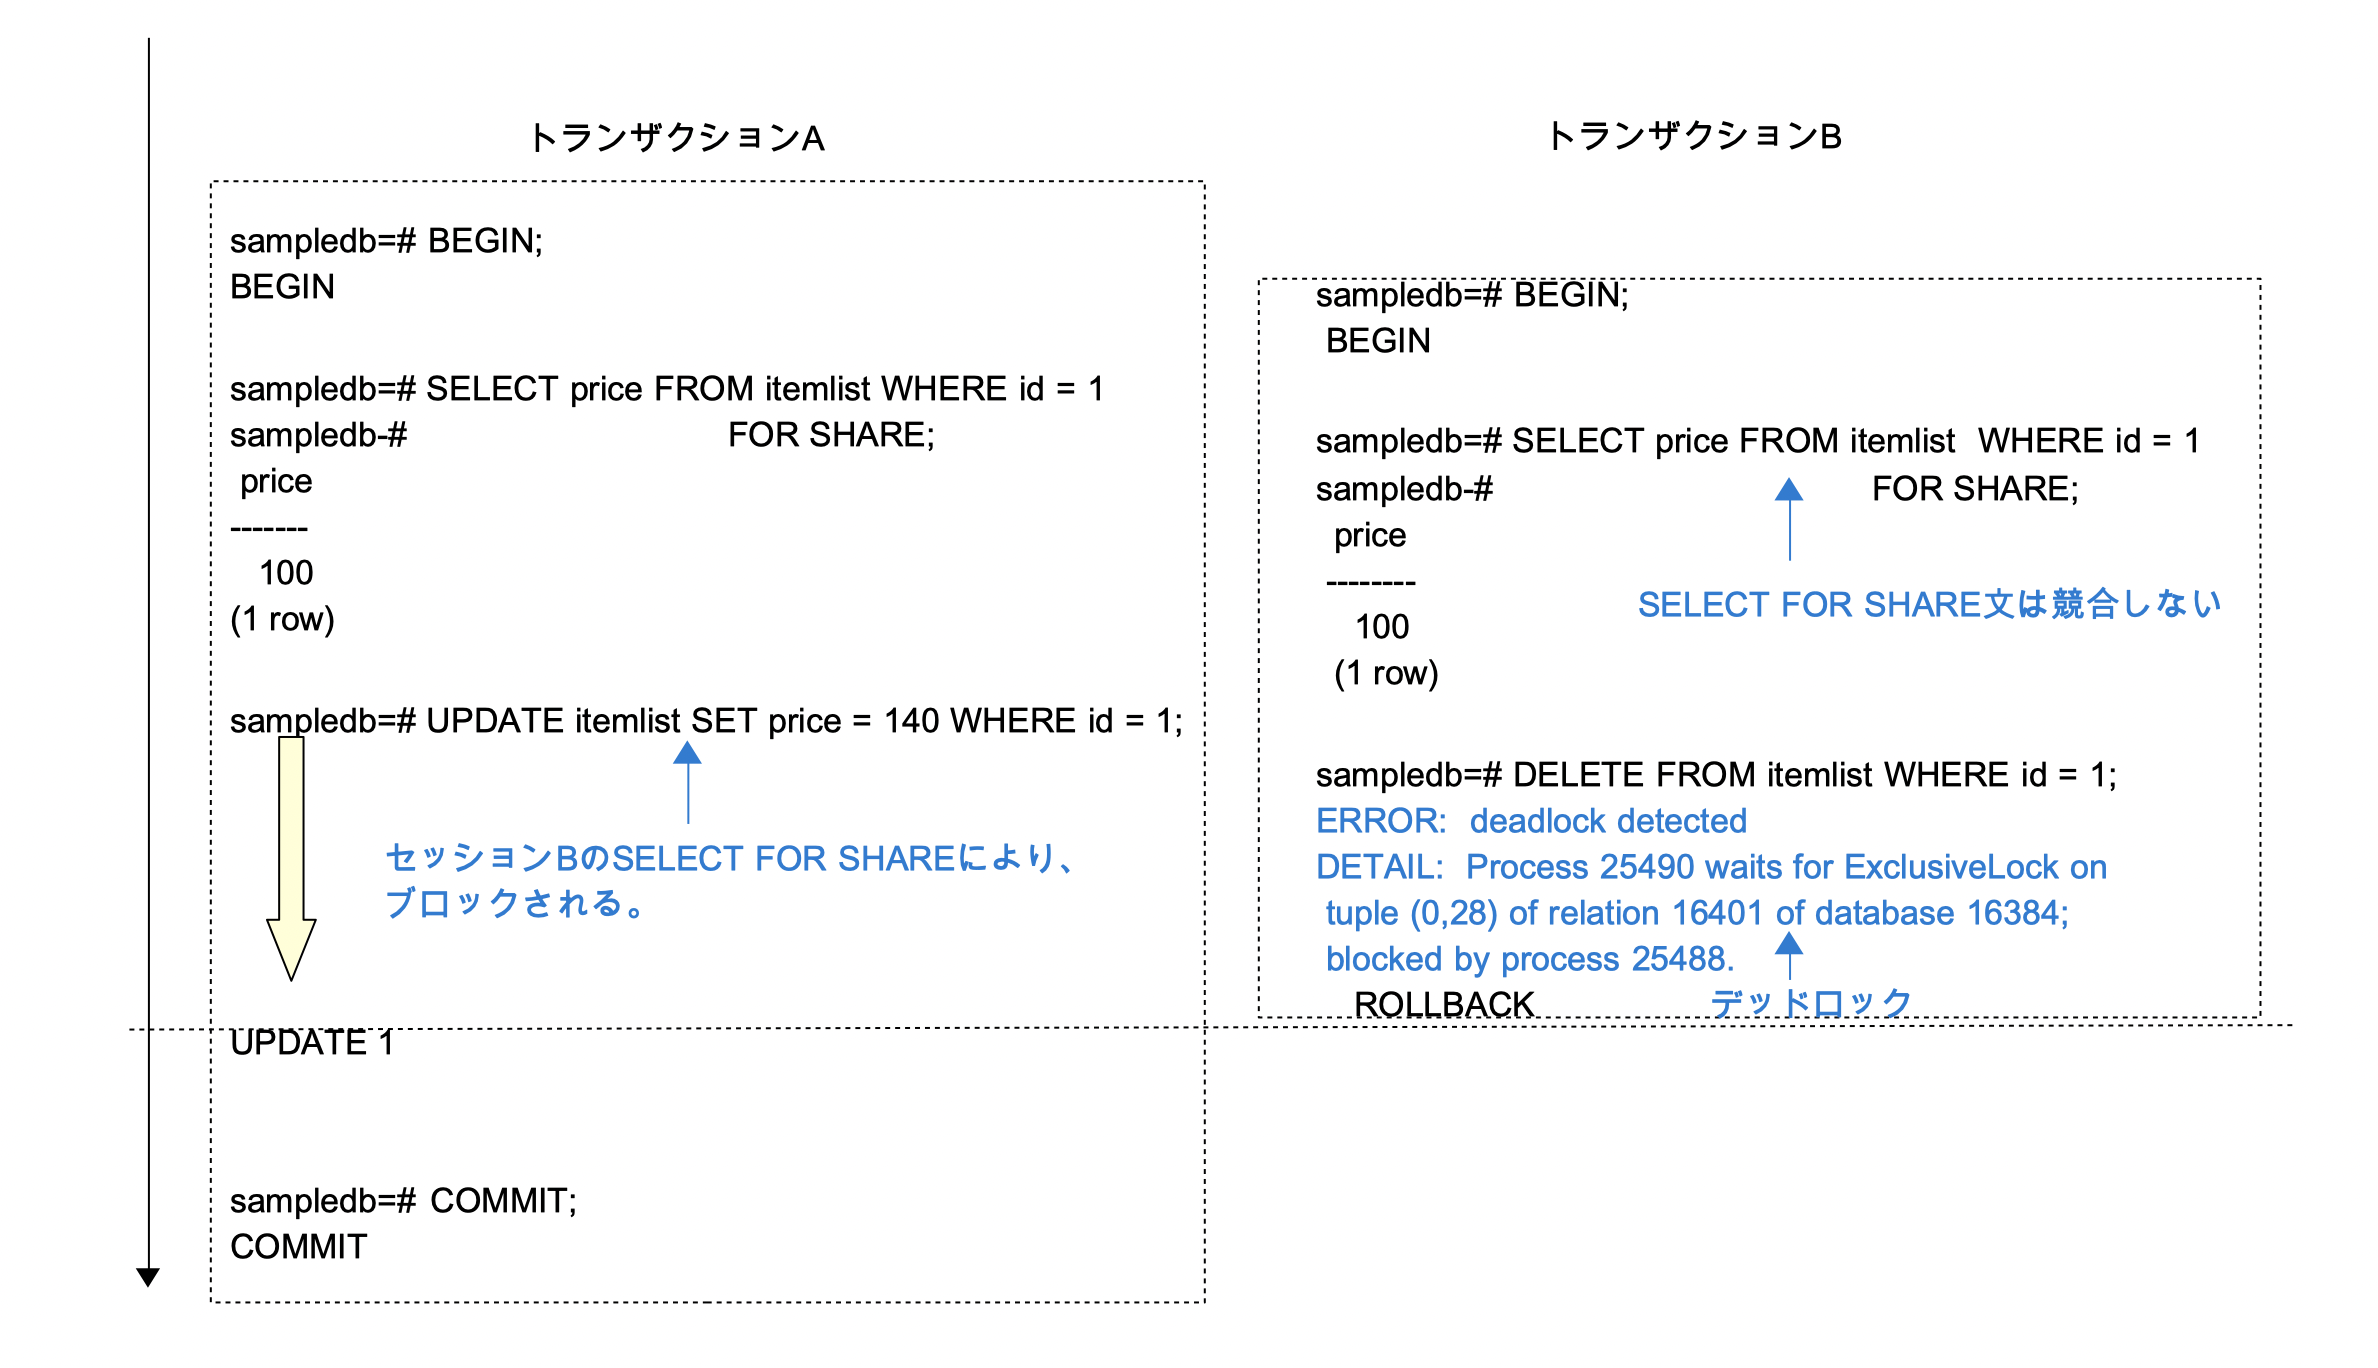 トランザクションA
sampledb=# BEGIN;
BEGIN
sampledb=# SELECT price FROM itemlist WHERE id = 1
sampledb-# FOR SHARE;
price
-------
100
(1 row)
sampledb=# UPDATE itemlist SET price = 140 WHERE id = 1;
セッションBのSELECT FOR SHAREにより、
ブロックされる。
UPDATE 1
sampledb=# COMMIT;
COMMIT
トランザクションB
sampledb=# BEGIN;
BEGIN
sampledb=# SELECT price FROM itemlist WHERE id = 1
sampledb-# FOR SHARE;
price
--------
100
(1 row)
SELECT FOR SHARE文は競合しない
sampledb=# DELETE FROM itemlist WHERE id = 1;
ERROR: deadlock detected
DETAIL: Process 25490 waits for ExclusiveLock on
tuple (0,28) of relation 16401 of database 16384;
blocked by process 25488.
ROLLBACK
デッドロック